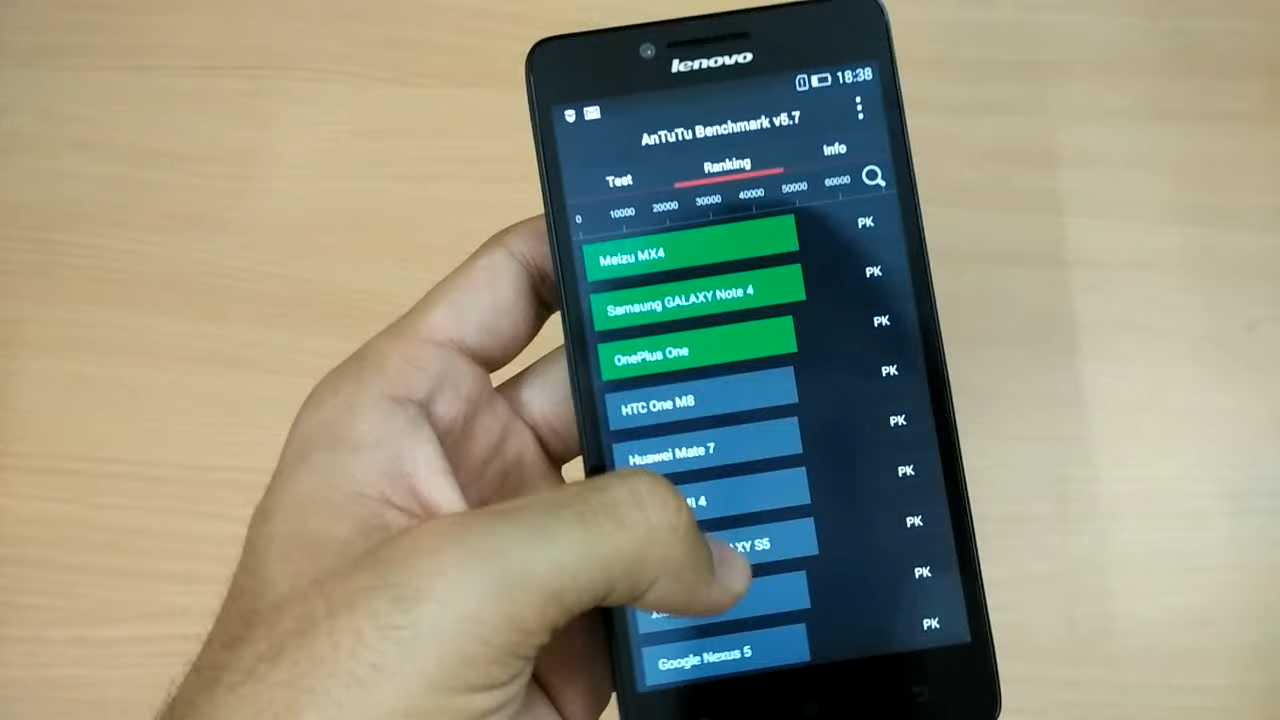 lenovo
18:38
AnTuTu Benchmark v5.7
Test Ranking Info
0 10000 20000 30000 40000 50000 60000
Meizu MX4 PK
Samsung GALAXY Note 4 PK
OnePlus One PK
HTC One M8 PK
Huawei Mate 7 PK
4 PK
S5 PK
PK
Google Nexus 5 PK